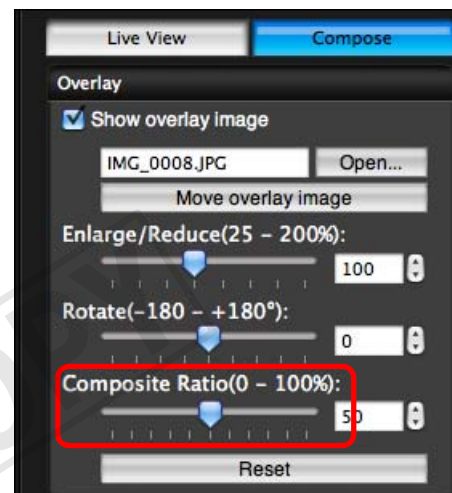 Live View Compose
Overlay
Show overlay image
IMG_0008.JPG Open...
Move overlay image
Enlarge/Reduce(25 – 200%):
100
Rotate(–180 – +180°):
0
Composite Ratio(0 – 100%):
50
Reset
COPY